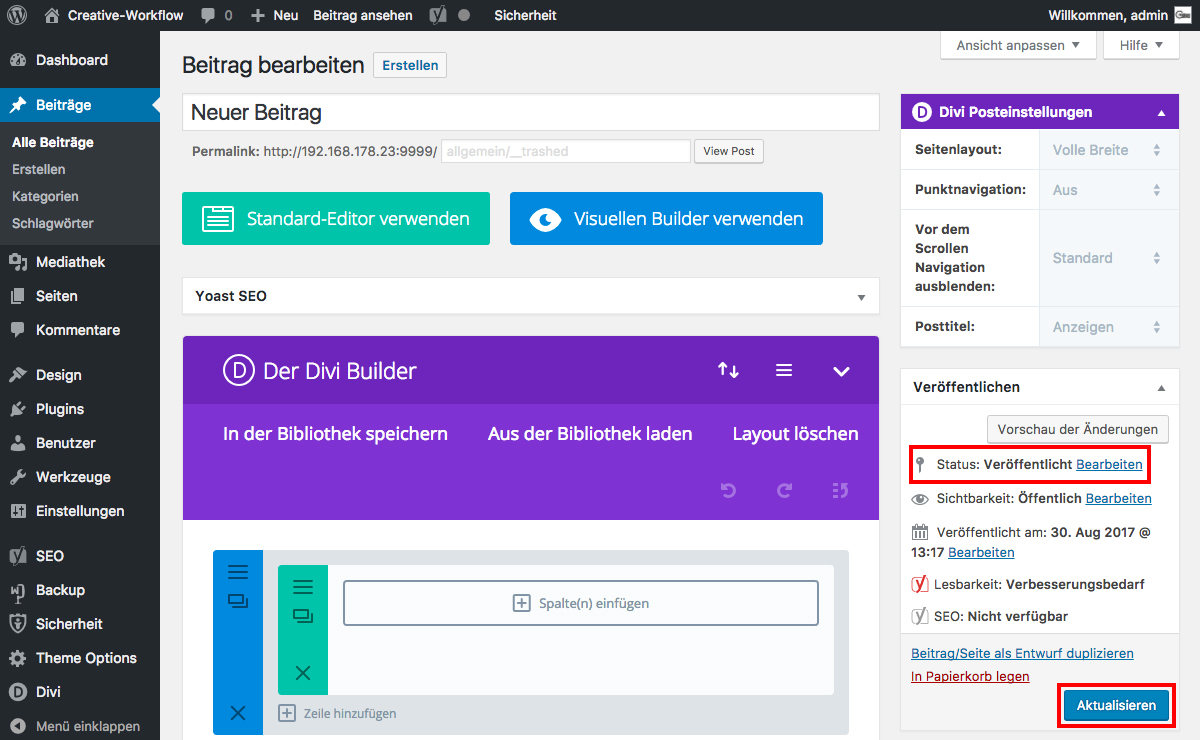 Creative-Workflow 0 Neu Beitrag ansehen Sicherheit Willkommen, admin
Ansicht anpassen Hilfe
Dashboard
Beiträge
Alle Beiträge
Erstellen
Kategorien
Schlagwörter
Mediathek
Seiten
Kommentare
Design
Plugins
Benutzer
Werkzeuge
Einstellungen
SEO
Backup
Sicherheit
Theme Options
Divi
Menü einklappen
Beitrag bearbeiten Erstellen
Neuer Beitrag
Permalink: http://192.168.178.23:9999/ allgemein/__trashed View Post
Standard-Editor verwenden Visuellen Builder verwenden
Yoast SEO
Der Divi Builder
In der Bibliothek speichern Aus der Bibliothek laden Layout löschen
Spalte(n) einfügen
Zeile hinzufügen
Divi Posteinstellungen
Seitenlayout: Volle Breite
Punktnavigation: Aus
Vor dem
Scrollen
Navigation
ausblenden:
Standard
Posttitel: Anzeigen
Veröffentlichen
Vorschau der Änderungen
Status: Veröffentlicht Bearbeiten
Sichtbarkeit: Öffentlich Bearbeiten
Veröffentlicht am: 30. Aug 2017 @
13:17 Bearbeiten
Lesbarkeit: Verbesserungsbedarf
SEO: Nicht verfügbar
Beitrag/Seite als Entwurf duplizieren
In Papierkorb legen
Aktualisieren